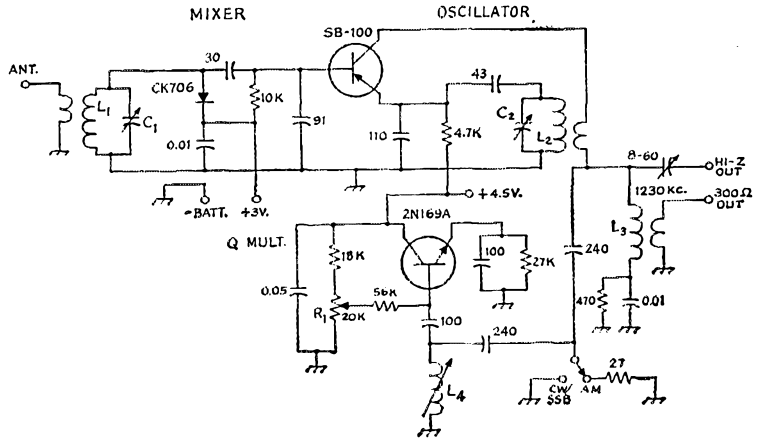 MIXER
OSCILLATOR
SB-100
ANT.
30
CK706
10K
L1
C1
0.01
91
110
43
4.7K
C2
L2
8-60
HI-Z
OUT
1230 KC.
300Ω
OUT
-BATT.
+3V.
+4.5V.
L3
240
470
0.01
Q MULT.
2N169A
18K
100
27K
0.05
56K
R1
20K
100
240
L4
CW/
SSB
AM
27